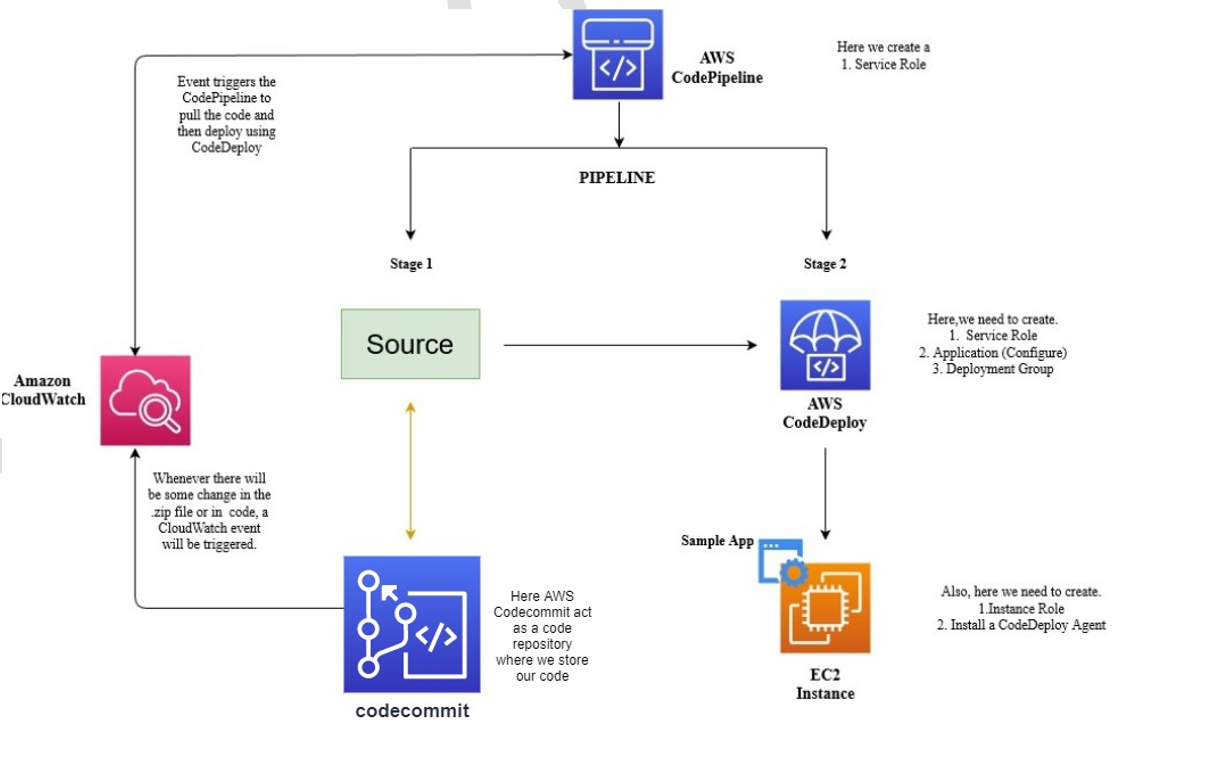 AWS
CodePipeline
Here we create a
1. Service Role
Event triggers the
CodePipeline to
pull the code and
then deploy using
CodeDeploy
PIPELINE
Stage 1
Stage 2
Source
Here,we need to create.
1. Service Role
2. Application (Configure)
3. Deployment Group
Amazon
CloudWatch
AWS
CodeDeploy
Whenever there will
be some change in the
.zip file or in code, a
CloudWatch event
will be triggered.
Sample App
Here AWS
Codecommit act
as a code
repository
where we store
our code
Also, here we need to create.
1.Instance Role
2. Install a CodeDeploy Agent
EC2
Instance
codecommit